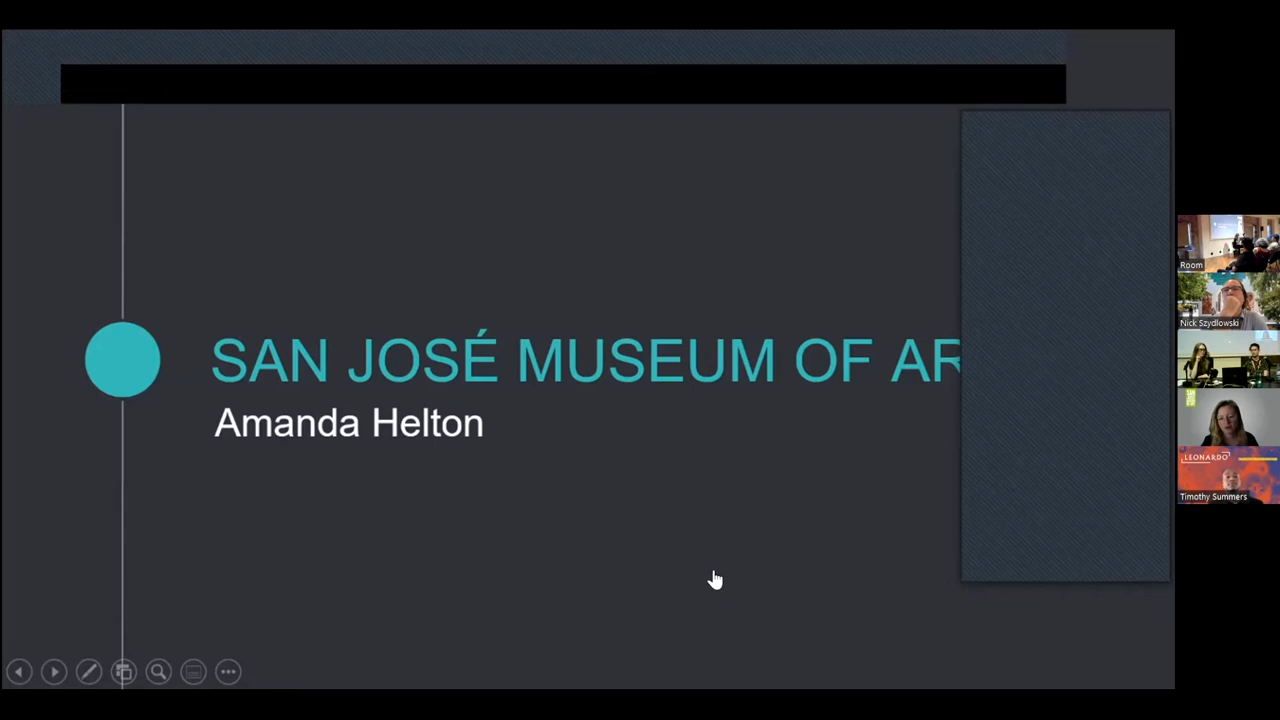 SAN JOSÉ MUSEUM OF AR
Amanda Helton
Room
Nick Szydlowski
LEONARDO
Timothy Summers